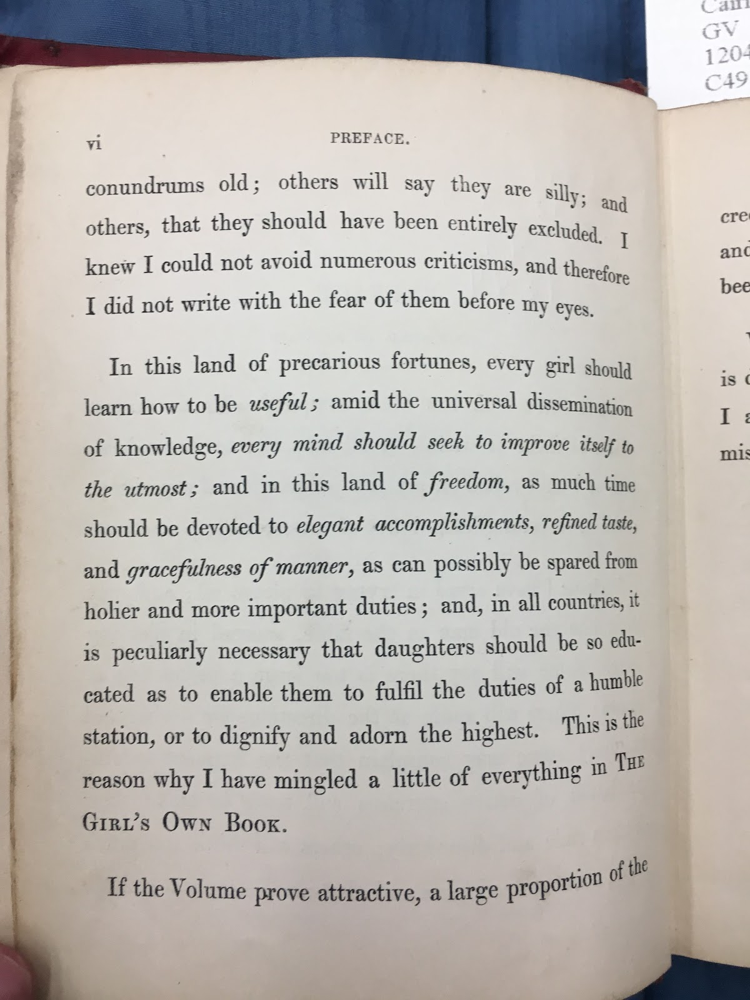 Cam
GV
1204
C49
vi
PREFACE.
conundrums old; others will say they are silly; and
others, that they should have been entirely excluded. I
knew I could not avoid numerous criticisms, and therefore
I did not write with the fear of them before my eyes.
In this land of precarious fortunes, every girl should
learn how to be useful; amid the universal dissemination
of knowledge, every mind should seek to improve itself to
the utmost; and in this land of freedom, as much time
should be devoted to elegant accomplishments, refined taste,
and gracefulness of manner, as can possibly be spared from
holier and more important duties; and, in all countries, it
is peculiarly necessary that daughters should be so edu-
cated as to enable them to fulfil the duties of a humble
station, or to dignify and adorn the highest. This is the
reason why I have mingled a little of everything in THE
GIRL'S OWN BOOK.
If the Volume prove attractive, a large proportion of the
cre
and
bee
is
I a
mis